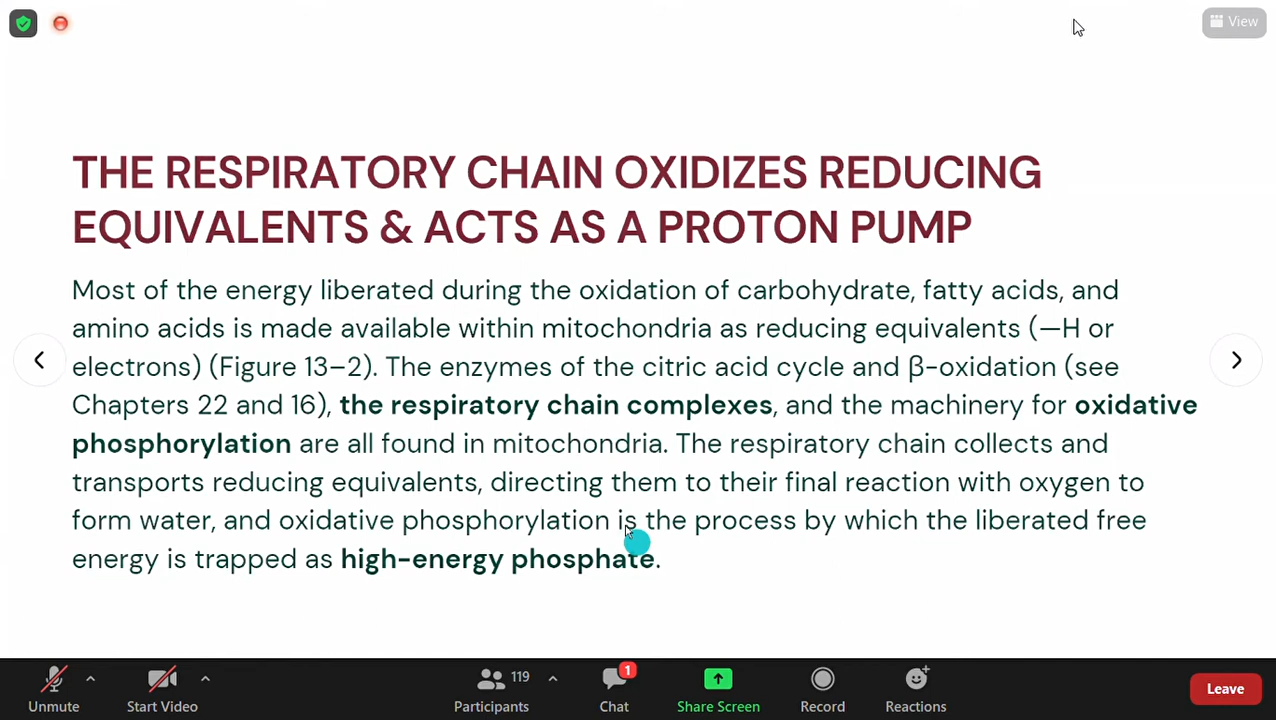 View
THE RESPIRATORY CHAIN OXIDIZES REDUCING
EQUIVALENTS & ACTS AS A PROTON PUMP
Most of the energy liberated during the oxidation of carbohydrate, fatty acids, and
amino acids is made available within mitochondria as reducing equivalents (—H or
electrons) (Figure 13–2). The enzymes of the citric acid cycle and β-oxidation (see
Chapters 22 and 16), the respiratory chain complexes, and the machinery for oxidative
phosphorylation are all found in mitochondria. The respiratory chain collects and
transports reducing equivalents, directing them to their final reaction with oxygen to
form water, and oxidative phosphorylation is the process by which the liberated free
energy is trapped as high-energy phosphate.
119
1
Unmute
Start Video
Participants
Chat
Share Screen
Record
Reactions
Leave